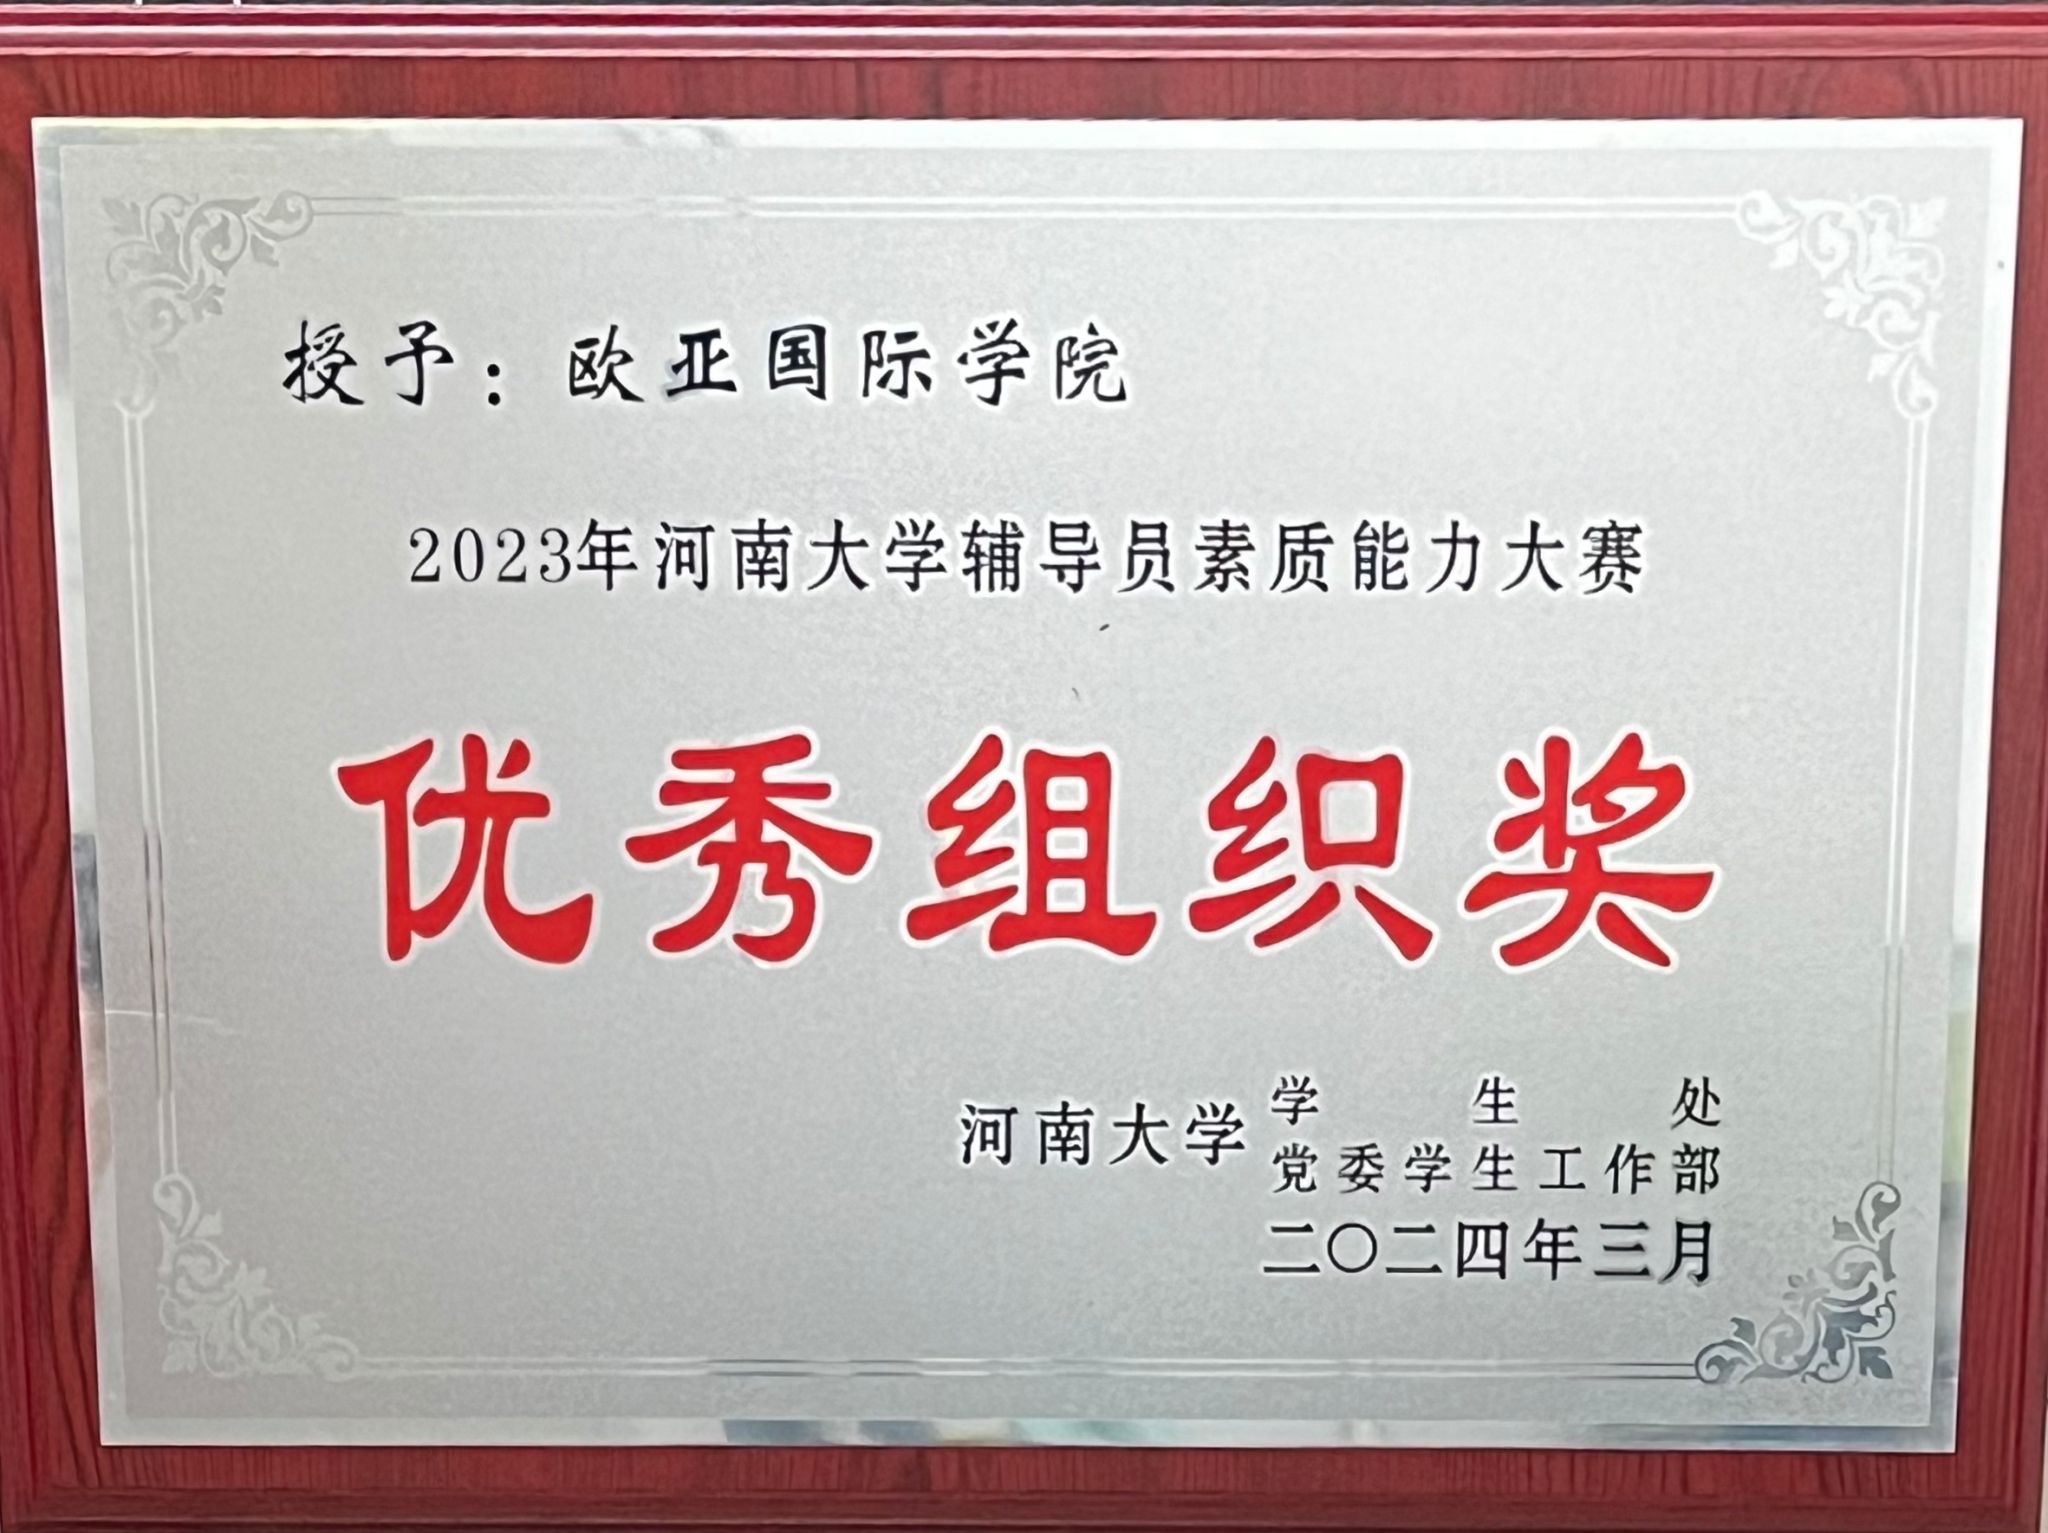 授予：欧亚国际学院
2023年河南大学辅导员素质能力大赛
优秀组织奖
河南大学
学生处
党委学生工作部
二〇二四年三月